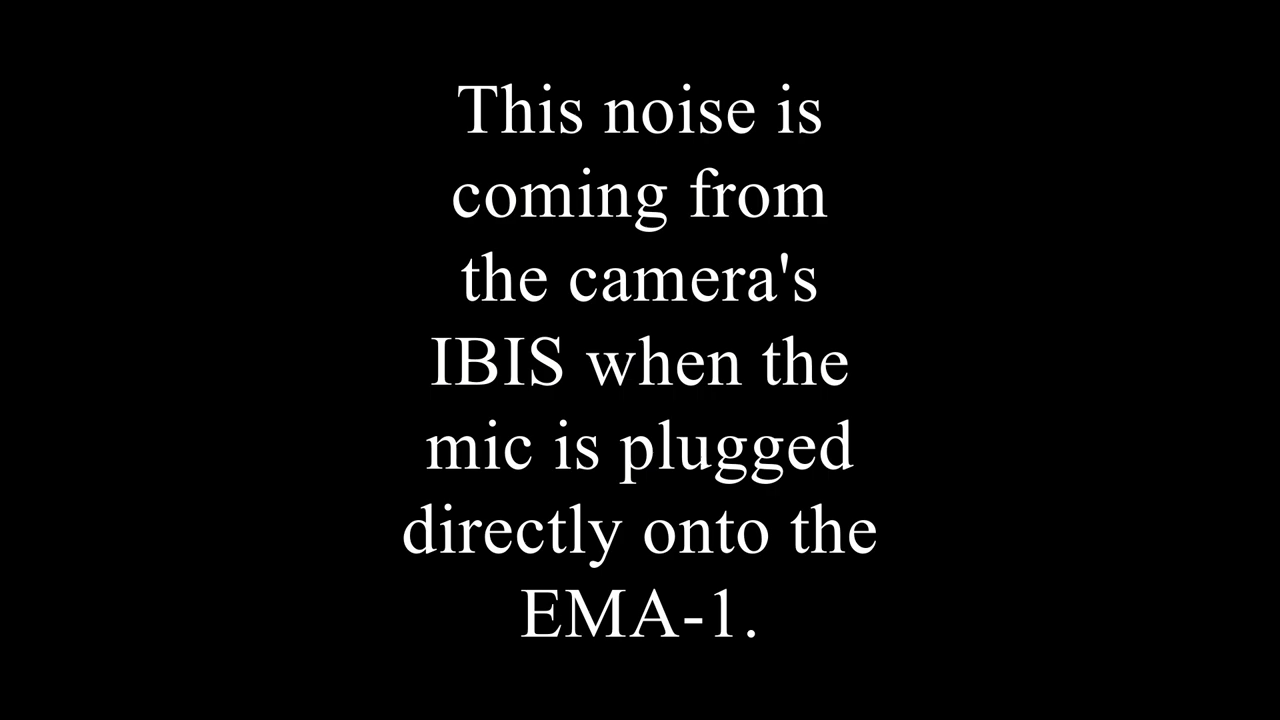 This noise is
coming from
the camera's
IBIS when the
mic is plugged
directly onto the
EMA-1.